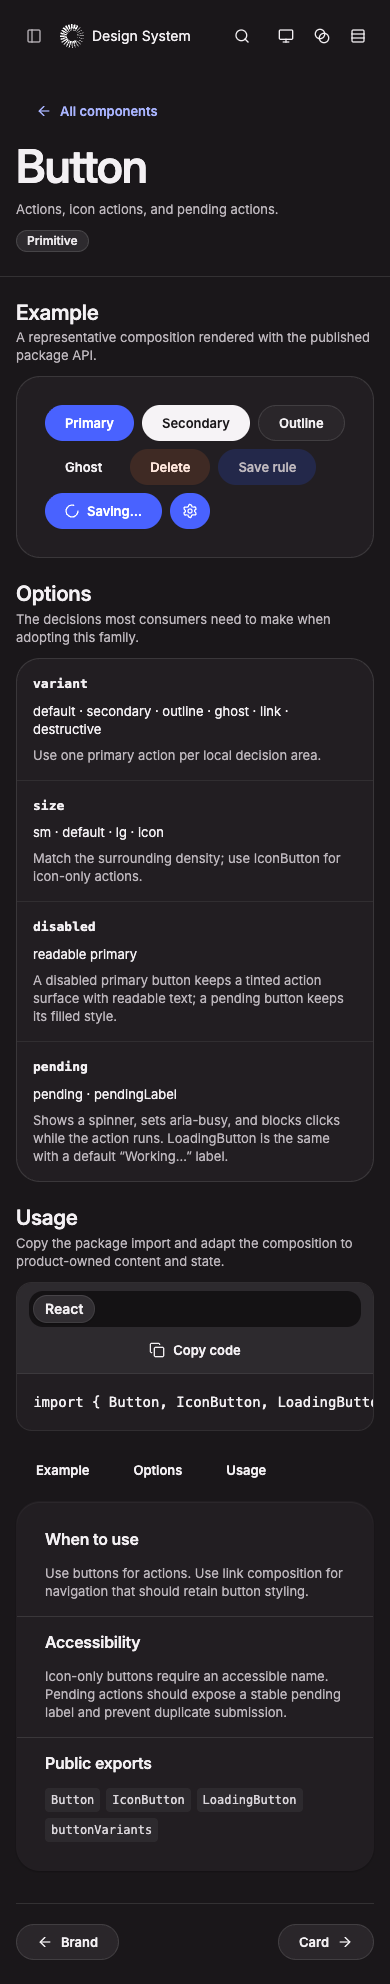 Design System
All components
Button
Actions, icon actions, and pending actions.
Primitive
Example
A representative composition rendered with the published
package API.
Primary Secondary Outline
Ghost Delete Save rule
Saving...
Options
The decisions most consumers need to make when
adopting this family.
variant
default · secondary · outline · ghost · link ·
destructive
Use one primary action per local decision area.
size
sm · default · lg · icon
Match the surrounding density; use IconButton for
icon-only actions.
disabled
readable primary
A disabled primary button keeps a tinted action
surface with readable text; a pending button keeps
its filled style.
pending
pending · pendingLabel
Shows a spinner, sets aria-busy, and blocks clicks
while the action runs. LoadingButton is the same
with a default “Working…” label.
Usage
Copy the package import and adapt the composition to
product-owned content and state.
React
Copy code
import { Button, IconButton, LoadingButto
Example Options Usage
When to use
Use buttons for actions. Use link composition for
navigation that should retain button styling.
Accessibility
Icon-only buttons require an accessible name.
Pending actions should expose a stable pending
label and prevent duplicate submission.
Public exports
Button IconButton LoadingButton
buttonVariants
Brand Card